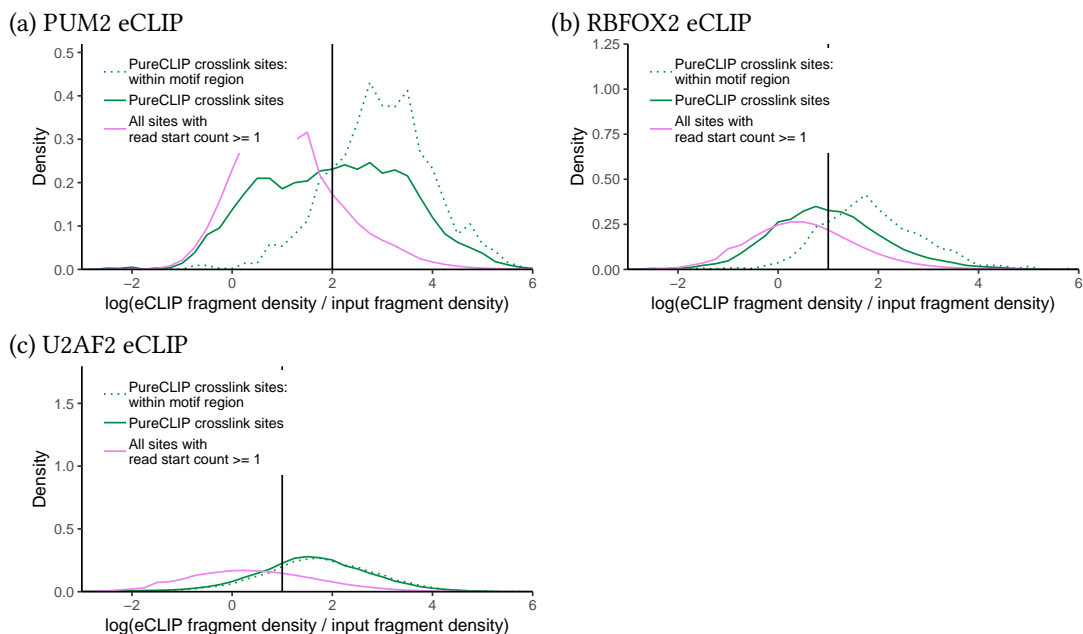 (a) PUM2 eCLIP
0.5
0.4
0.3
0.2
0.1
0.0
Density
PureCLIP crosslink sites:
within motif region
PureCLIP crosslink sites
All sites with
read start count >= 1
−2 0 2 4 6
log(eCLIP fragment density / input fragment density)
(b) RBFOX2 eCLIP
1.25
1.00
0.75
0.50
0.25
0.00
Density
PureCLIP crosslink sites:
within motif region
PureCLIP crosslink sites
All sites with
read start count >= 1
−2 0 2 4 6
log(eCLIP fragment density / input fragment density)
(c) U2AF2 eCLIP
1.5
1.0
0.5
0.0
Density
PureCLIP crosslink sites:
within motif region
PureCLIP crosslink sites
All sites with
read start count >= 1
−2 0 2 4 6
log(eCLIP fragment density / input fragment density)